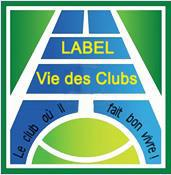 LABEL
Vie des Clubs
Le club où il
fait bon vivre !